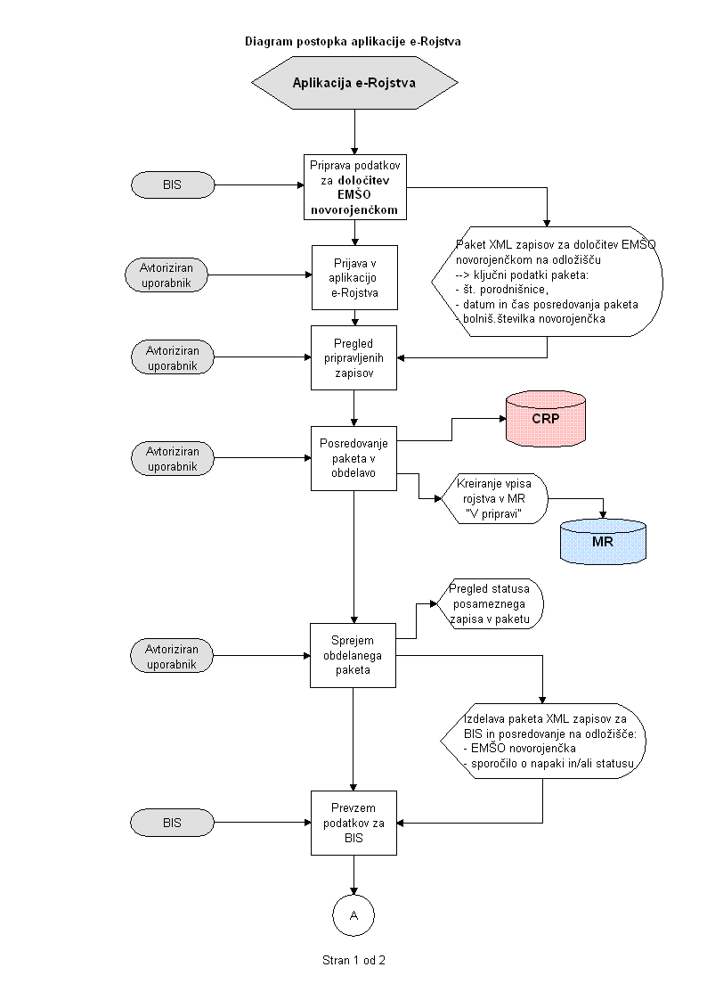 Diagram postopka aplikacije e-Rojstva
Aplikacija e-Rojstva
Priprava podatkov
za določitev
EMŠO
novorojenčkom
BIS
Paket XML zapisov za določitev EMŠO
novorojenčkom na odložišču
--> ključni podatki paketa:
- št. porodnišnice,
- datum in čas posredovanja paketa
- bolniš.številka novorojenčka
Avtoriziran
uporabnik
Prijava v
aplikacijo
e-Rojstva
Avtoriziran
uporabnik
Pregled
pripravljenih
zapisov
CRP
Avtoriziran
uporabnik
Posredovanje
paketa v
obdelavo
Kreiranje vpisa
rojstva v MR
"V pripravi"
MR
Pregled statusa
posameznega
zapisa v paketu
Avtoriziran
uporabnik
Sprejem
obdelanega
paketa
Izdelava paketa XML zapisov za
BIS in posredovanje na odložišče:
- EMŠO novorojenčka
- sporočilo o napaki in/ali statusu
BIS
Prevzem
podatkov za
BIS
A
Stran 1 od 2